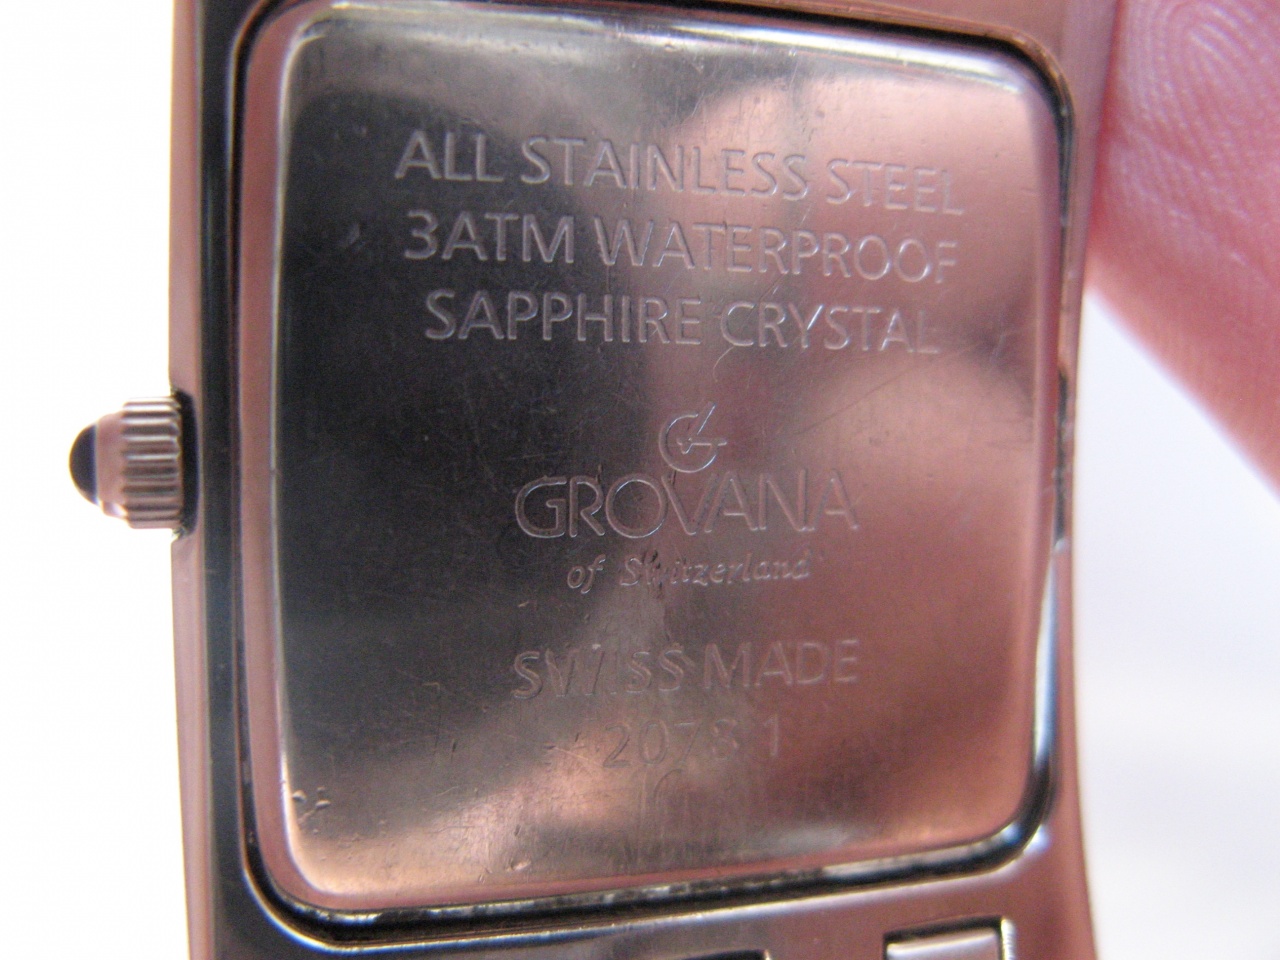 ALL STAINLESS STEEL
3ATM WATERPROOF
SAPPHIRE CRYSTAL
GROVANA
of Switzerland
SWISS MADE
2078.1